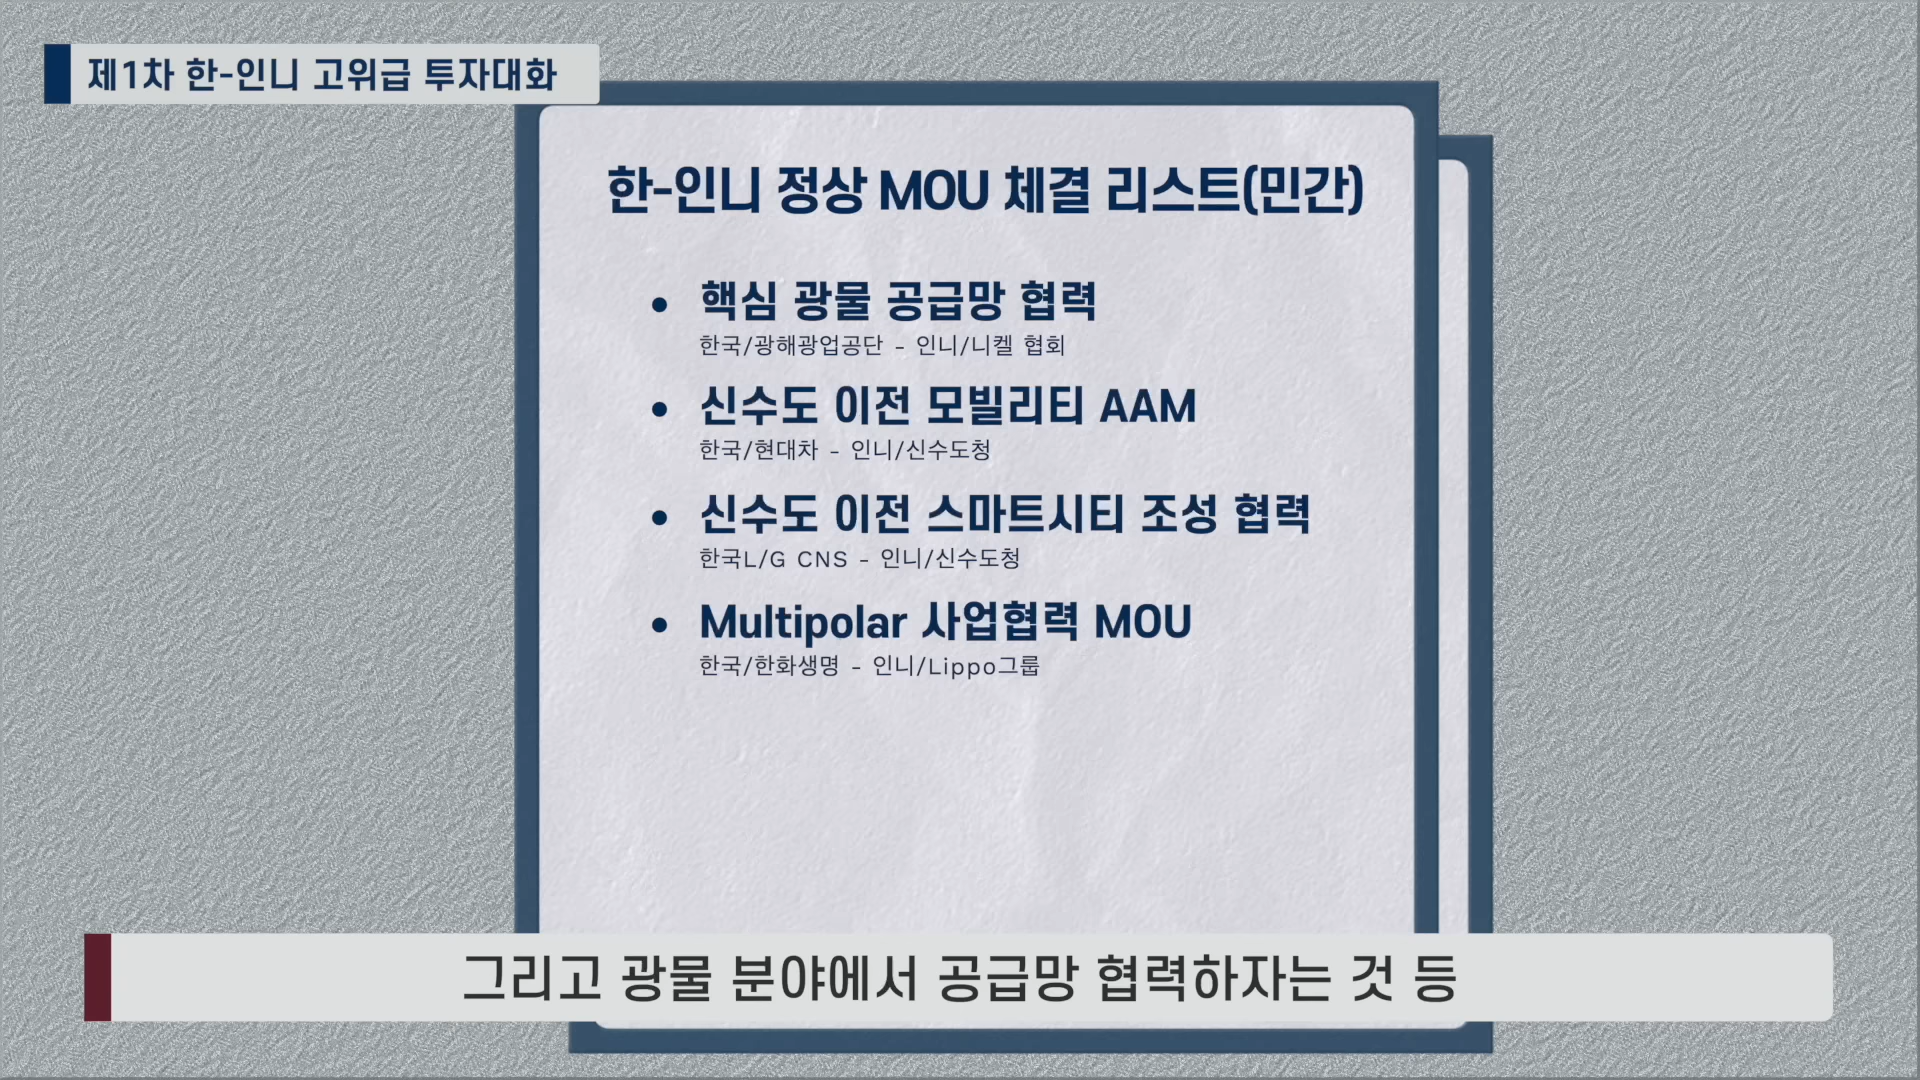 제1차 한-인니 고위급 투자대화
한-인니 정상 MOU 체결 리스트(민간)
• 핵심 광물 공급망 협력
한국/광해광업공단 - 인니/니켈 협회
• 신수도 이전 모빌리티 AAM
한국/현대차 - 인니/신수도청
• 신수도 이전 스마트시티 조성 협력
한국L/G CNS - 인니/신수도청
• Multipolar 사업협력 MOU
한국/한화생명 - 인니/Lippo그룹
그리고 광물 분야에서 공급망 협력하자는 것 등